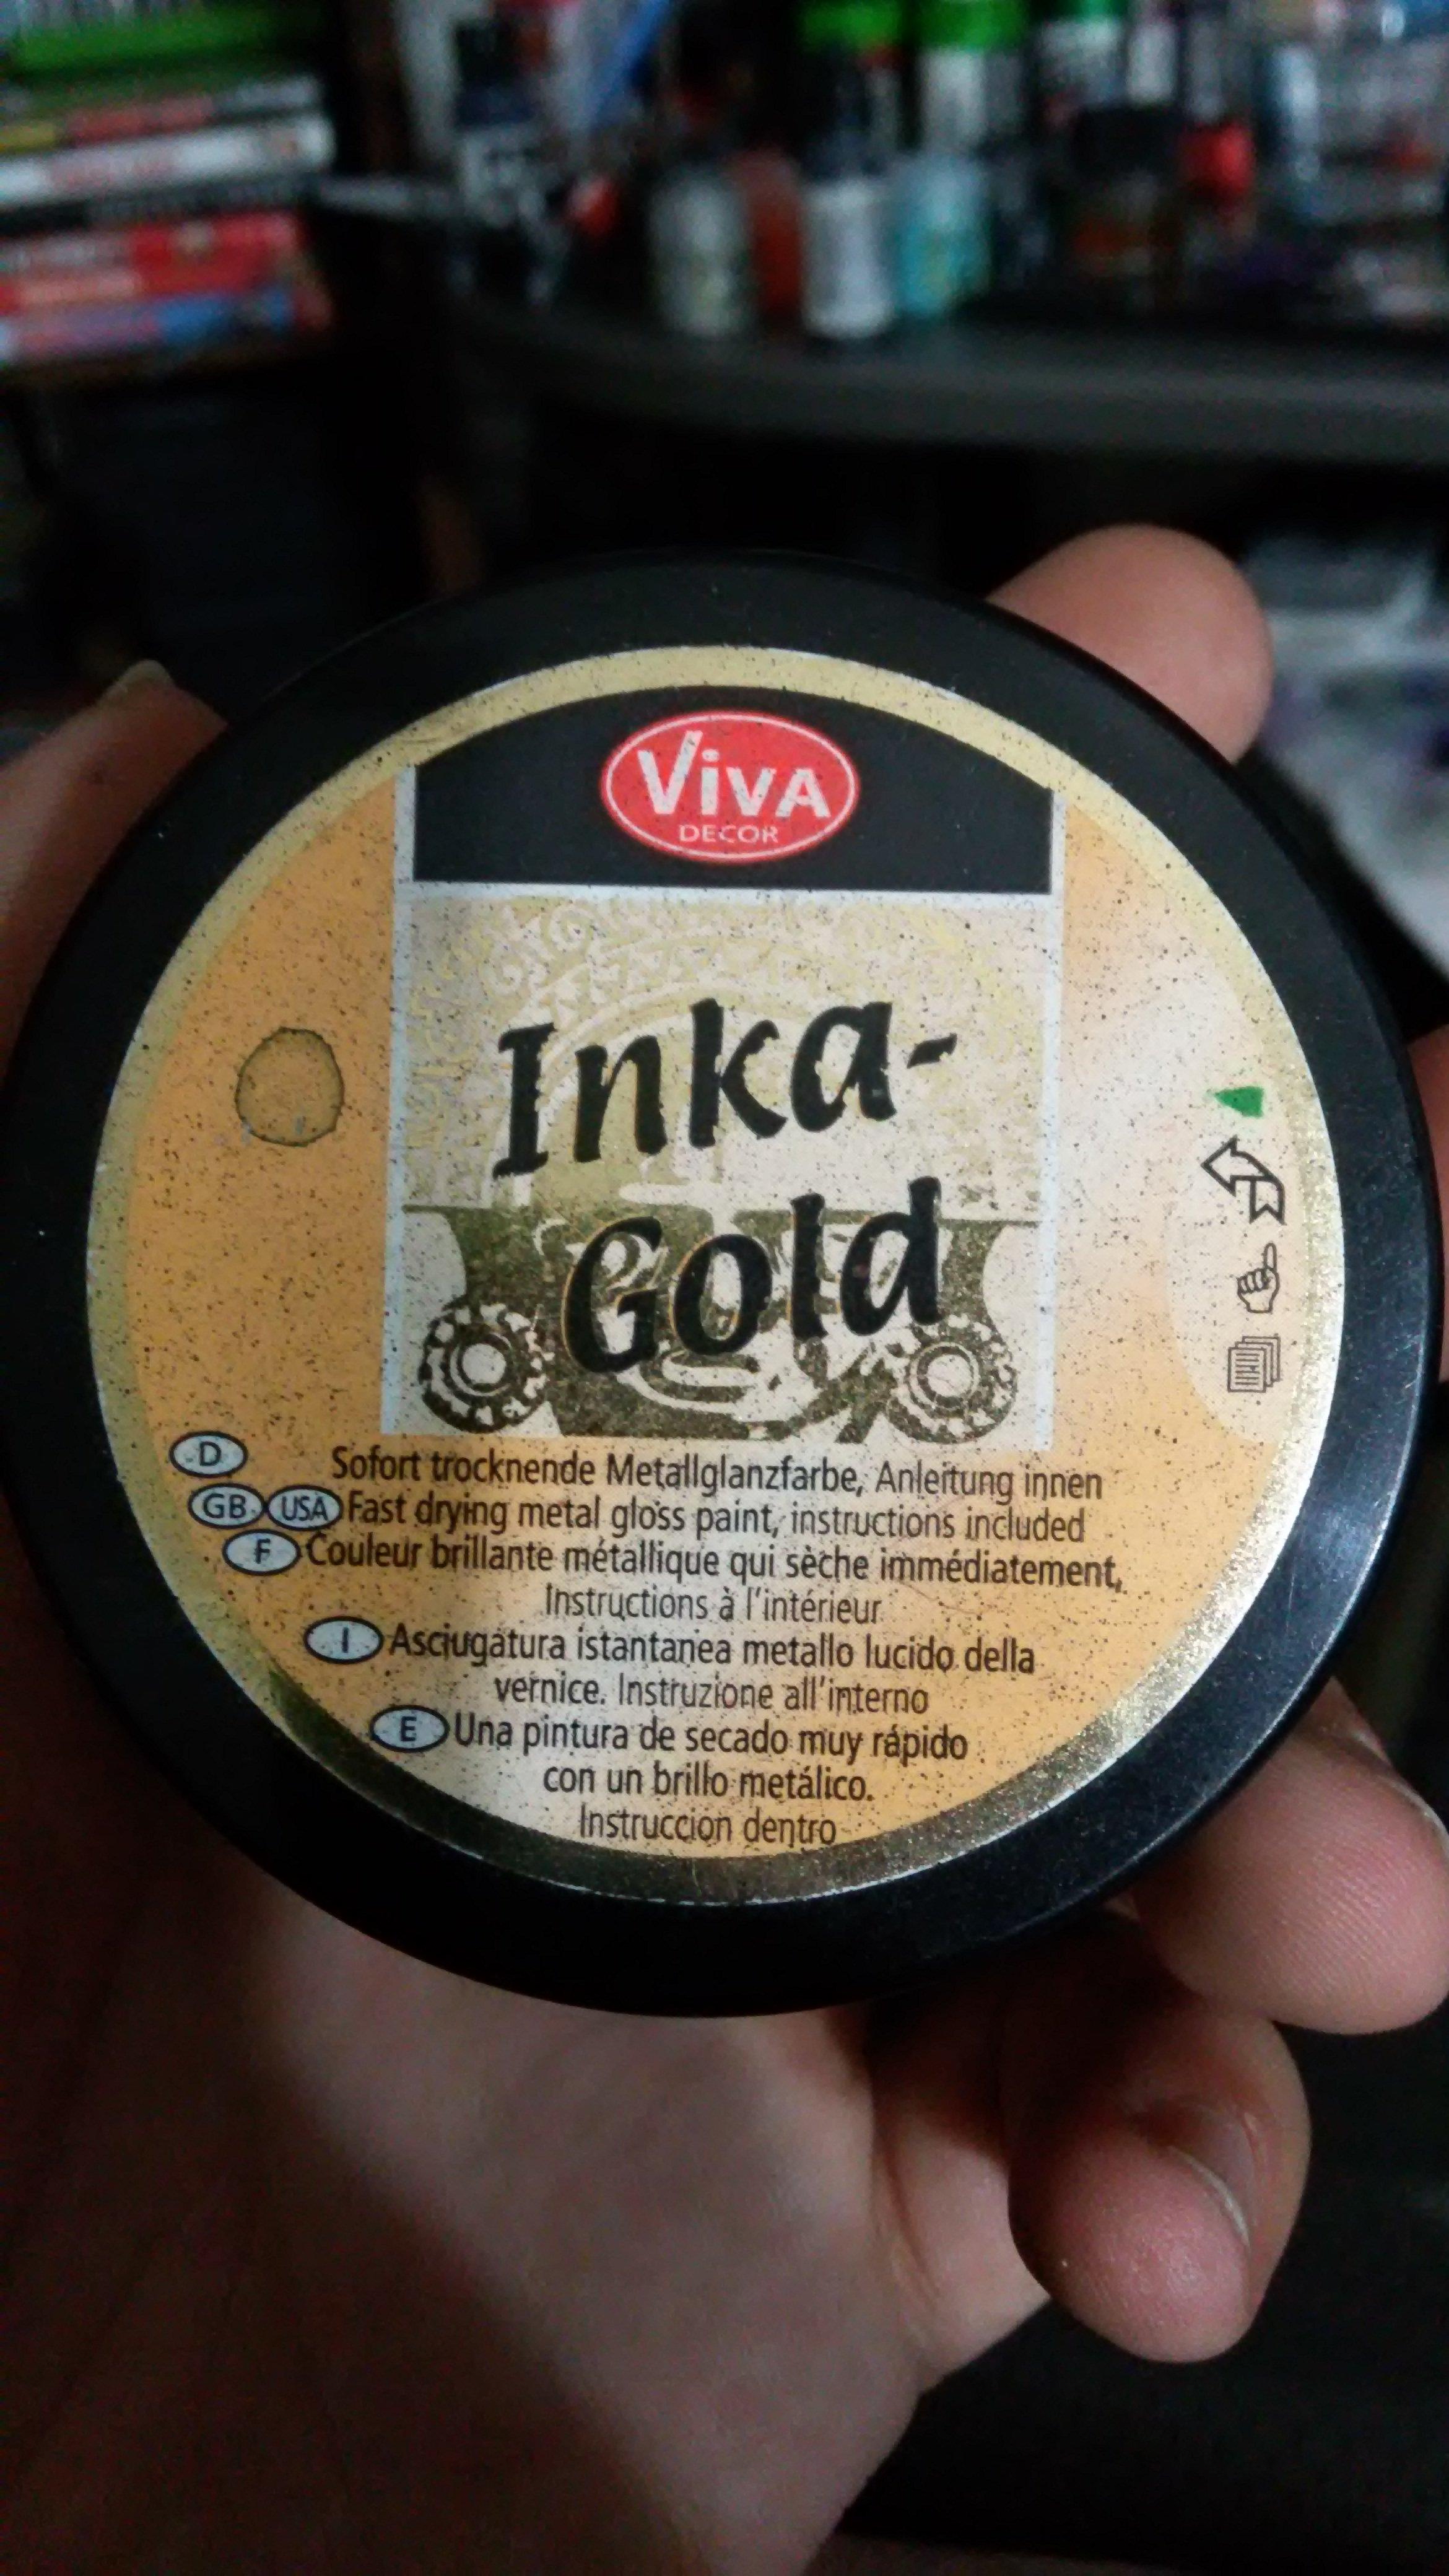 ViVA
DECOR
Inka-
Gold
D Sofort trocknende Metallglanzfarbe, Anleitung innen
GB USA Fast drying metal gloss paint, instructions included
F Couleur brillante métallique qui sèche immédiatement,
Instructions à l'intérieur
I Asciugatura istantanea metallo lucido della
vernice. Instruzione all'interno
E Una pintura de secado muy rápido
con un brillo metálico.
Instruccion dentro